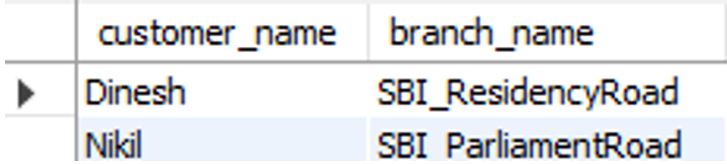 customer_name branch_name
Dinesh SBI_ResidencyRoad
Nikil SBI_ParliamentRoad